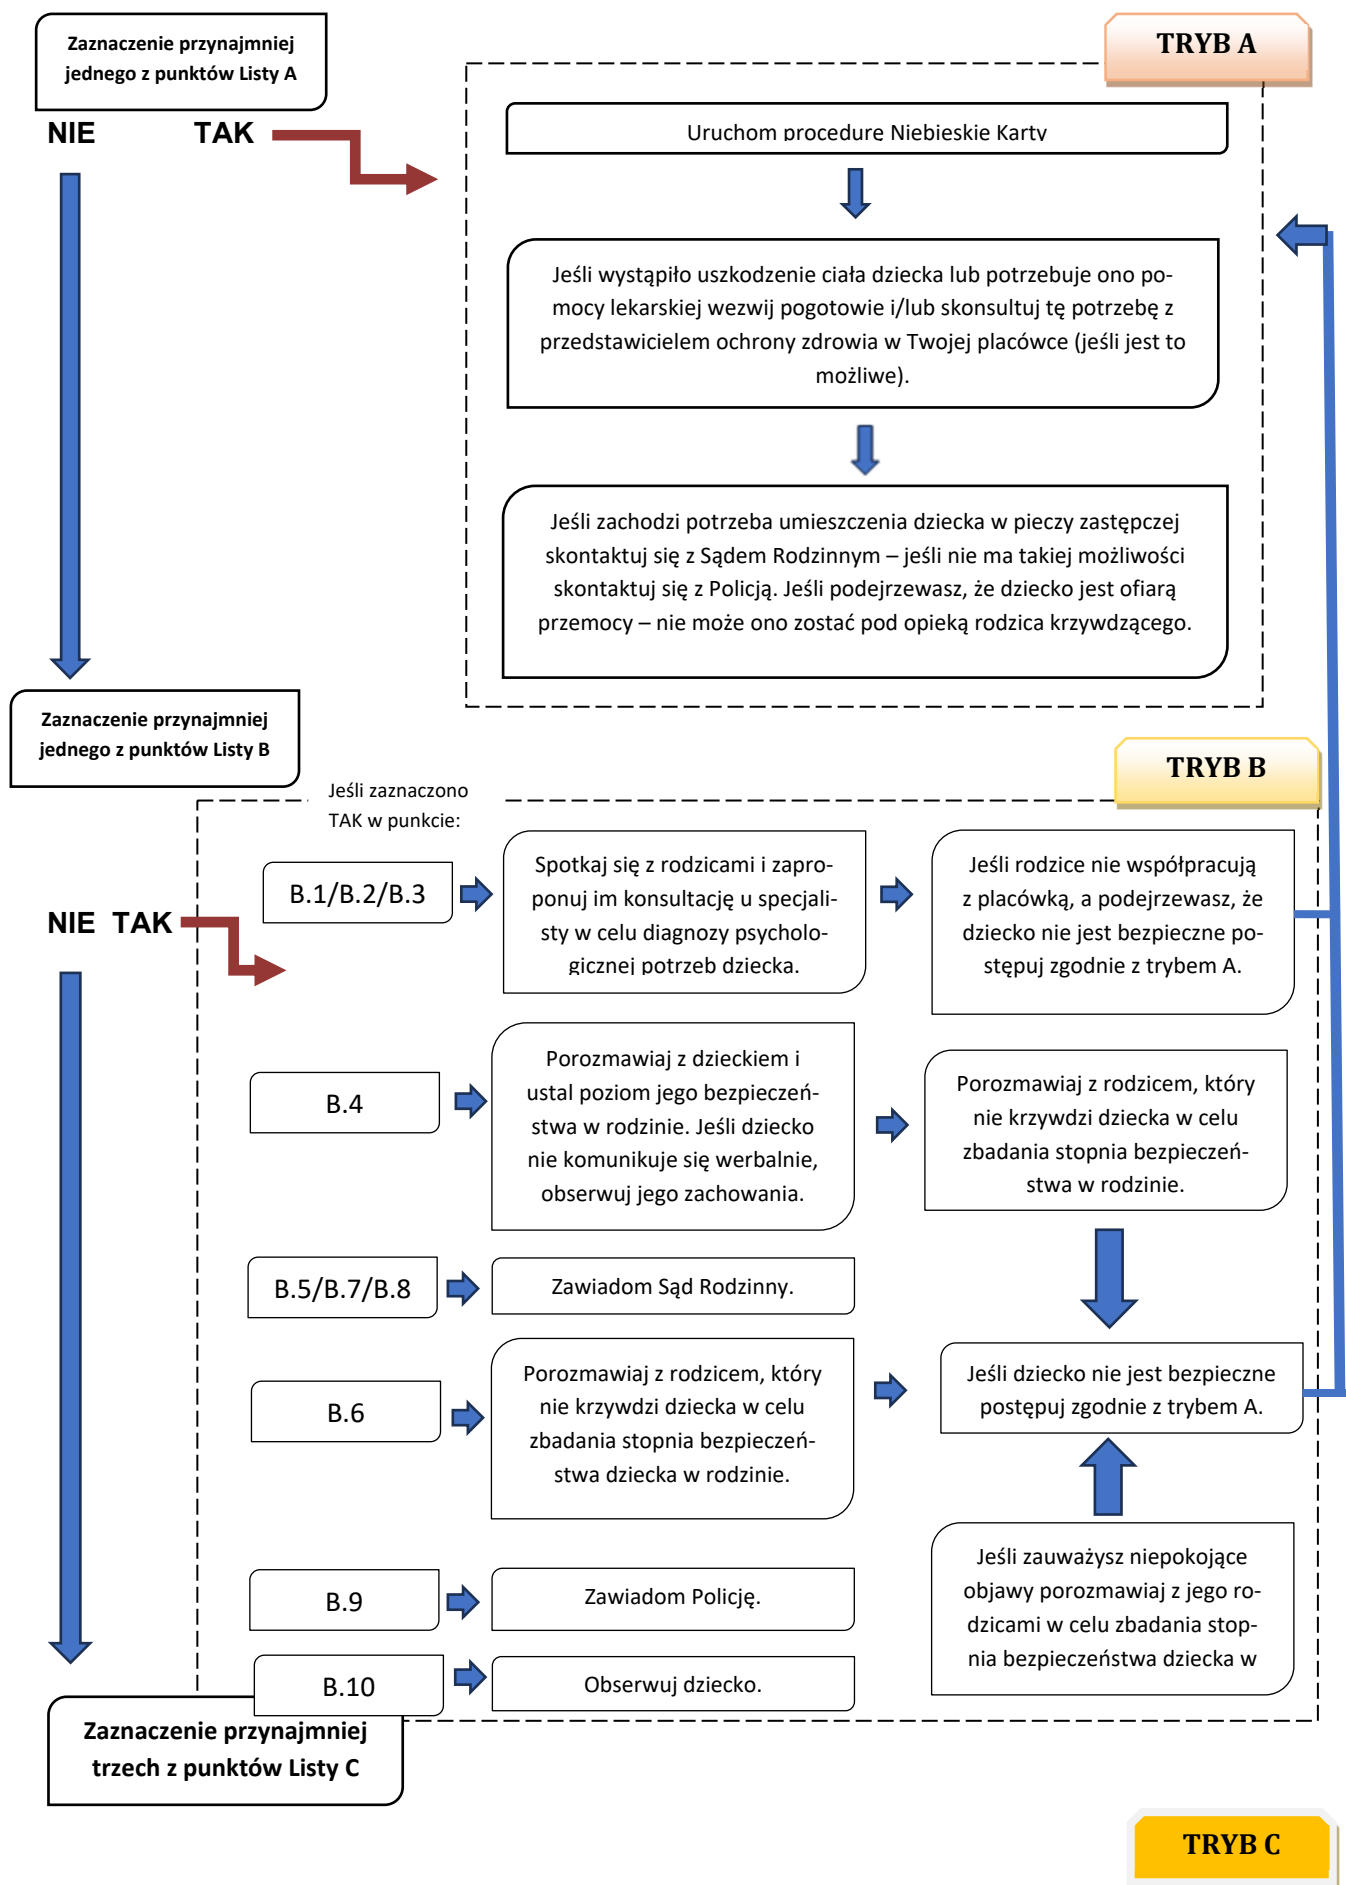 Zaznaczenie przynajmniej
jednego z punktów Listy A
TRYB A
NIE TAK
Uruchom procedurę Niebieskie Karty
Jeśli wystąpiło uszkodzenie ciała dziecka lub potrzebuje ono po-
mocy lekarskiej wezwij pogotowie i/lub skonsultuj tę potrzebę z
przedstawicielem ochrony zdrowia w Twojej placówce (jeśli jest to
możliwe).
Jeśli zachodzi potrzeba umieszczenia dziecka w pieczy zastępczej
skontaktuj się z Sądem Rodzinnym – jeśli nie ma takiej możliwości
skontaktuj się z Policją. Jeśli podejrzewasz, że dziecko jest ofiarą
przemocy – nie może ono zostać pod opieką rodzica krzywdzącego.
Zaznaczenie przynajmniej
jednego z punktów Listy B
TRYB B
Jeśli zaznaczono
TAK w punkcie:
NIE TAK
B.1/B.2/B.3
Spotkaj się z rodzicami i zapro-
ponuj im konsultację u specjali-
sty w celu diagnozy psycholo-
gicznej potrzeb dziecka.
Jeśli rodzice nie współpracują
z placówką, a podejrzewasz, że
dziecko nie jest bezpieczne po-
stępuj zgodnie z trybem A.
B.4
Porozmawiaj z dzieckiem i
ustal poziom jego bezpieczeń-
stwa w rodzinie. Jeśli dziecko
nie komunikuje się werbalnie,
obserwuj jego zachowania.
Porozmawiaj z rodzicem, który
nie krzywdzi dziecka w celu
zbadania stopnia bezpieczeń-
stwa w rodzinie.
B.5/B.7/B.8
Zawiadom Sąd Rodzinny.
B.6
Porozmawiaj z rodzicem, który
nie krzywdzi dziecka w celu
zbadania stopnia bezpieczeń-
stwa dziecka w rodzinie.
Jeśli dziecko nie jest bezpieczne
postępuj zgodnie z trybem A.
B.9
Zawiadom Policję.
Jeśli zauważysz niepokojące
objawy porozmawiaj z jego ro-
dzicami w celu zbadania stop-
nia bezpieczeństwa dziecka w
B.10
Obserwuj dziecko.
Zaznaczenie przynajmniej
trzech z punktów Listy C
TRYB C